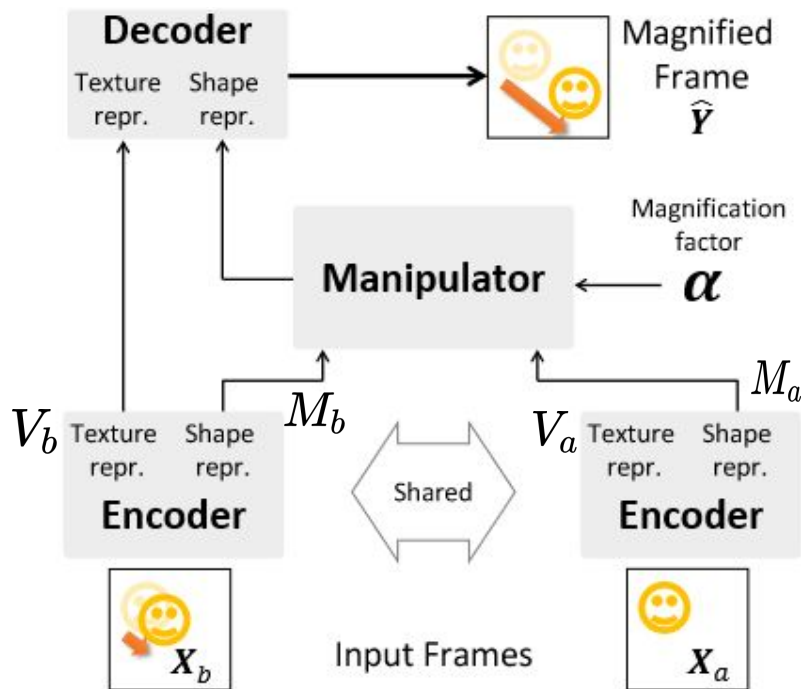 Decoder
Texture repr.
Shape repr.
Magnified
Frame
Ŷ
Manipulator
Magnification
factor
α
V_b
M_b
V_a
M_a
Texture repr.
Shape repr.
Encoder
Shared
Texture repr.
Shape repr.
Encoder
X_b
Input Frames
X_a